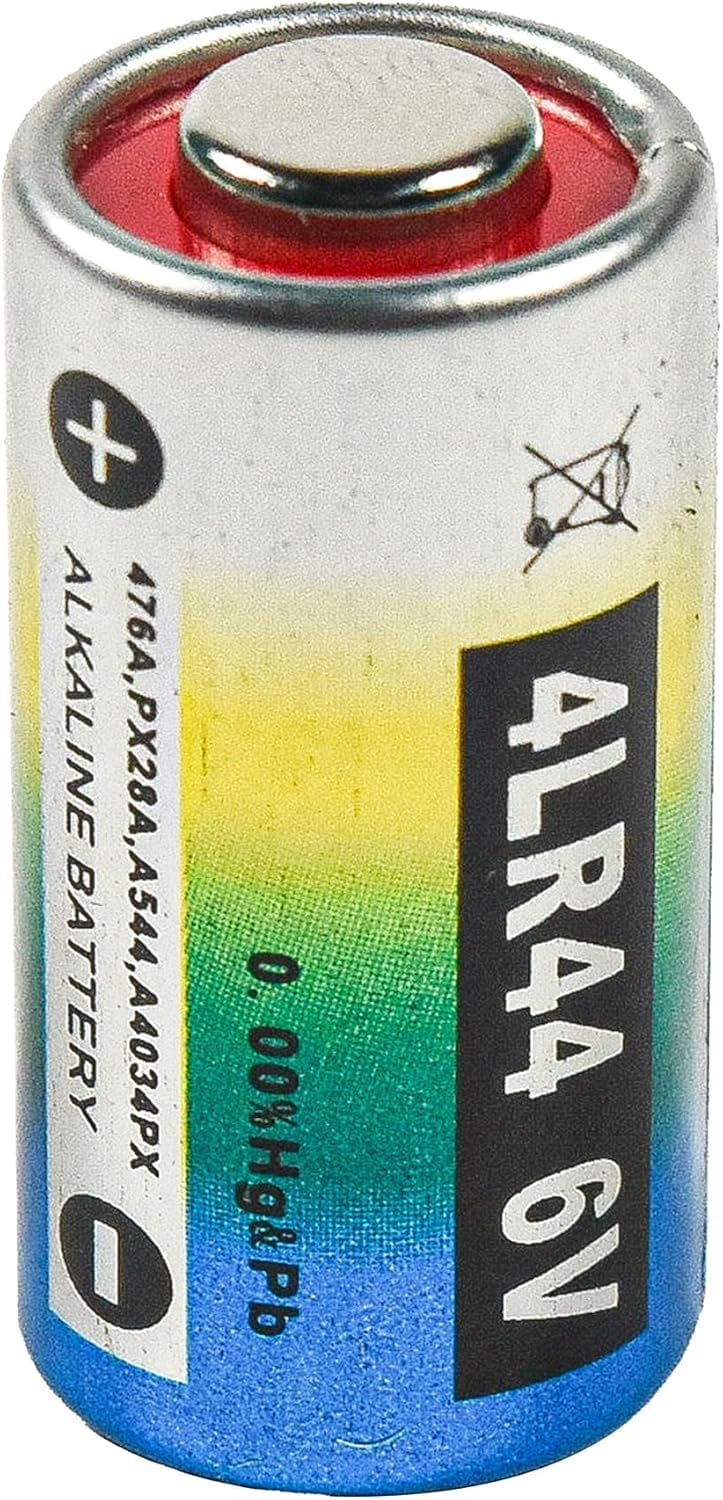 4LR44 6V
0.00%Hg&Pb
476A,PX28A,A544,A4034PX
ALKALINE BATTERY